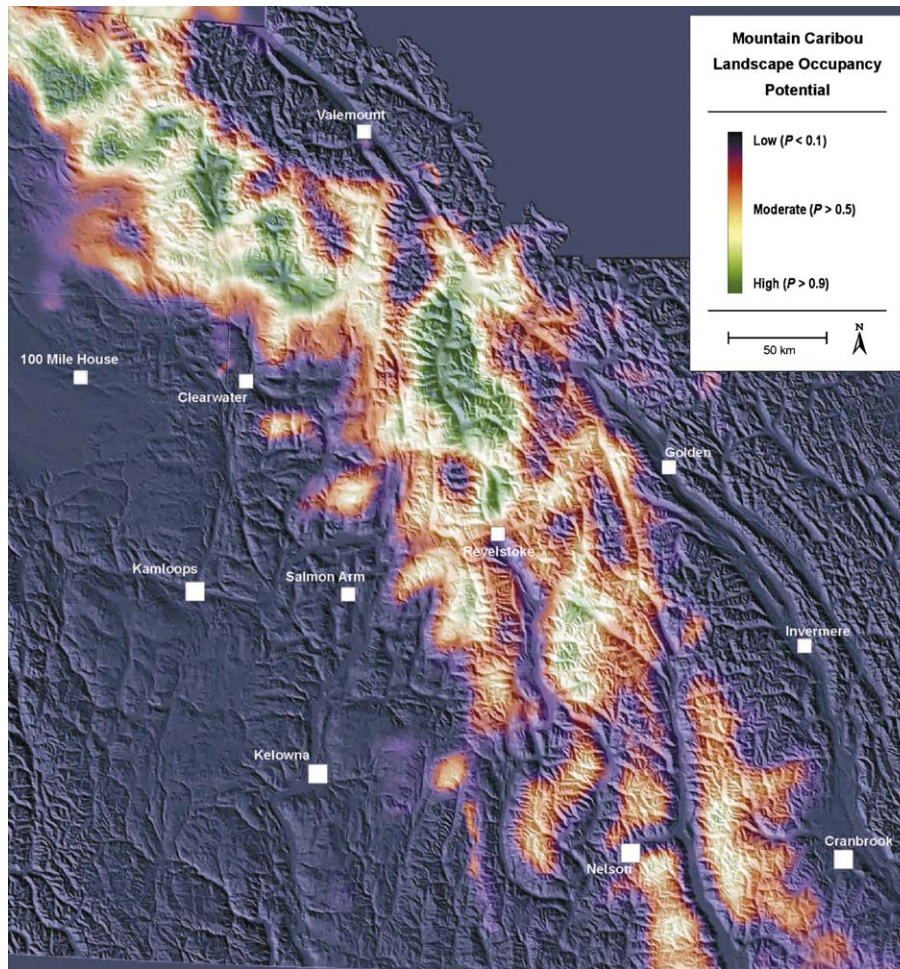 Mountain Caribou
Landscape Occupancy
Potential
Low (P < 0.1)
Moderate (P > 0.5)
High (P > 0.9)
50 km
N
Valemount
100 Mile House
Clearwater
Golden
Revelstoke
Kamloops
Salmon Arm
Invermere
Kelowna
Cranbrook
Nelson